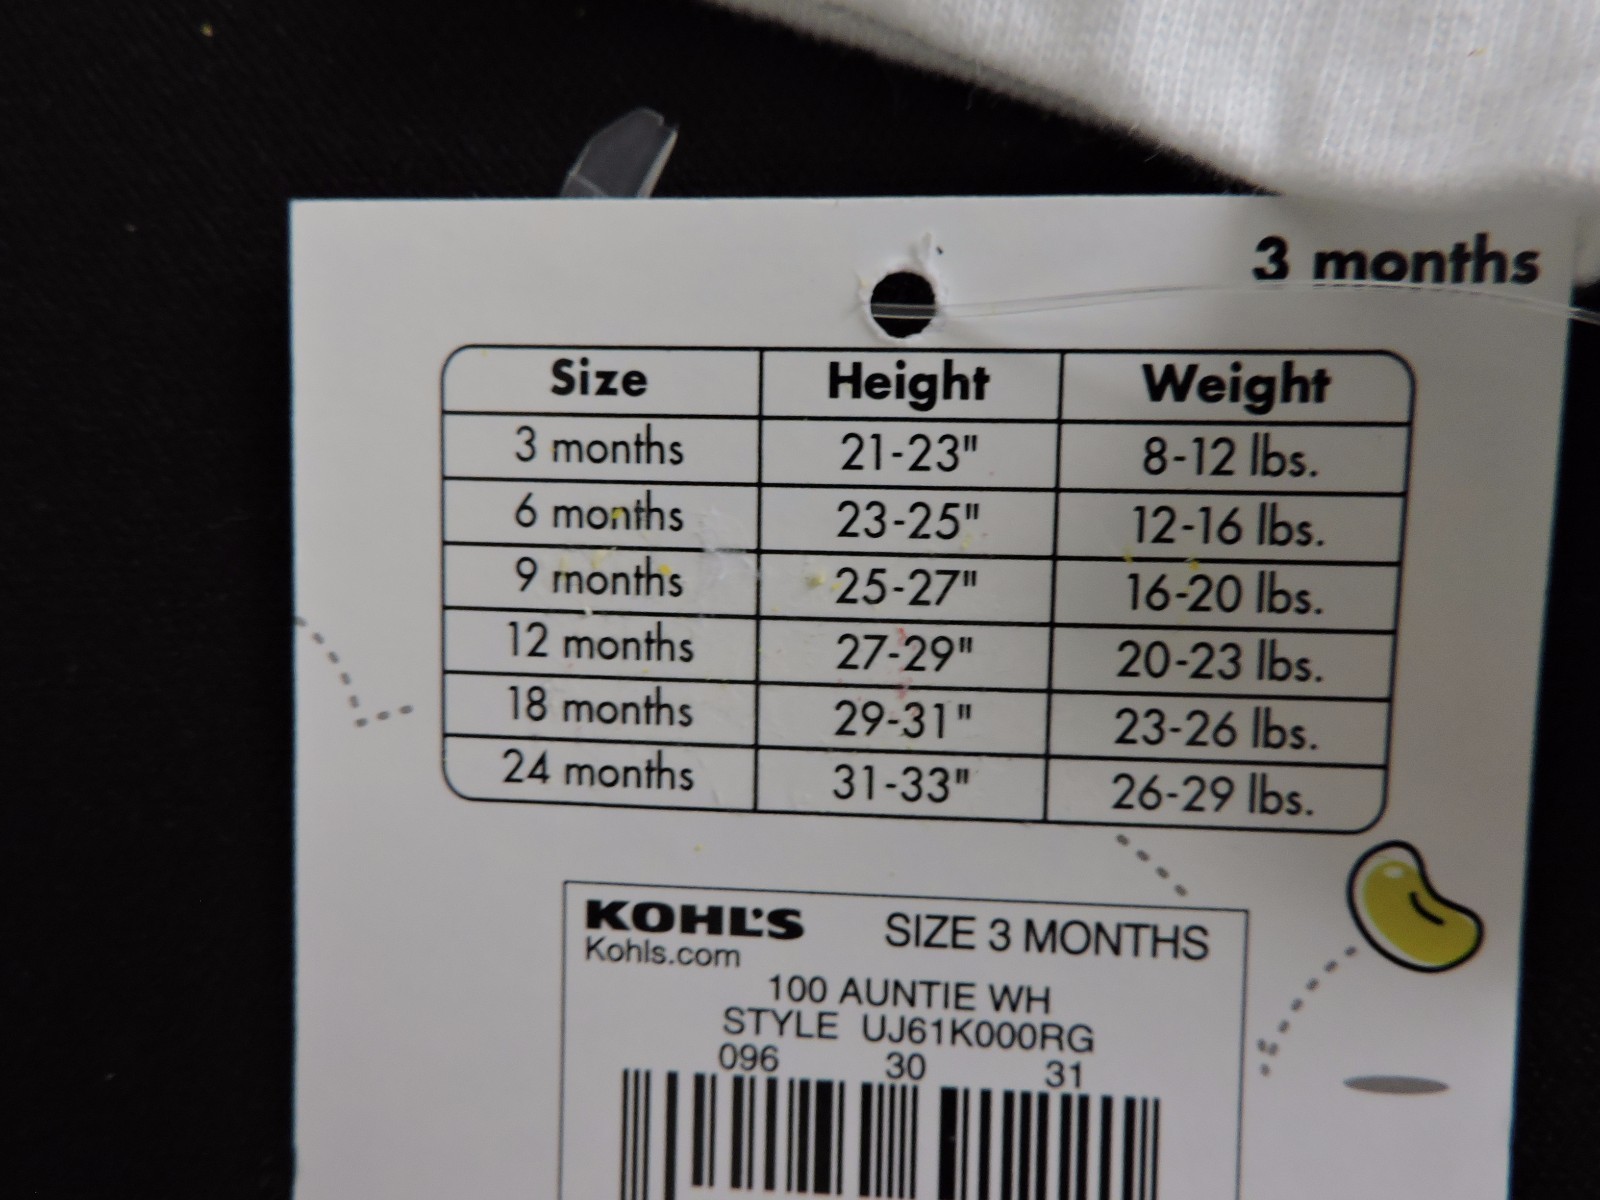 3 months
Size Height Weight
3 months 21-23" 8-12 lbs.
6 months 23-25" 12-16 lbs.
9 months 25-27" 16-20 lbs.
12 months 27-29" 20-23 lbs.
18 months 29-31" 23-26 lbs.
24 months 31-33" 26-29 lbs.
KOHL'S SIZE 3 MONTHS
Kohls.com
100 AUNTIE WH
STYLE UJ61K000RG
096 30 31